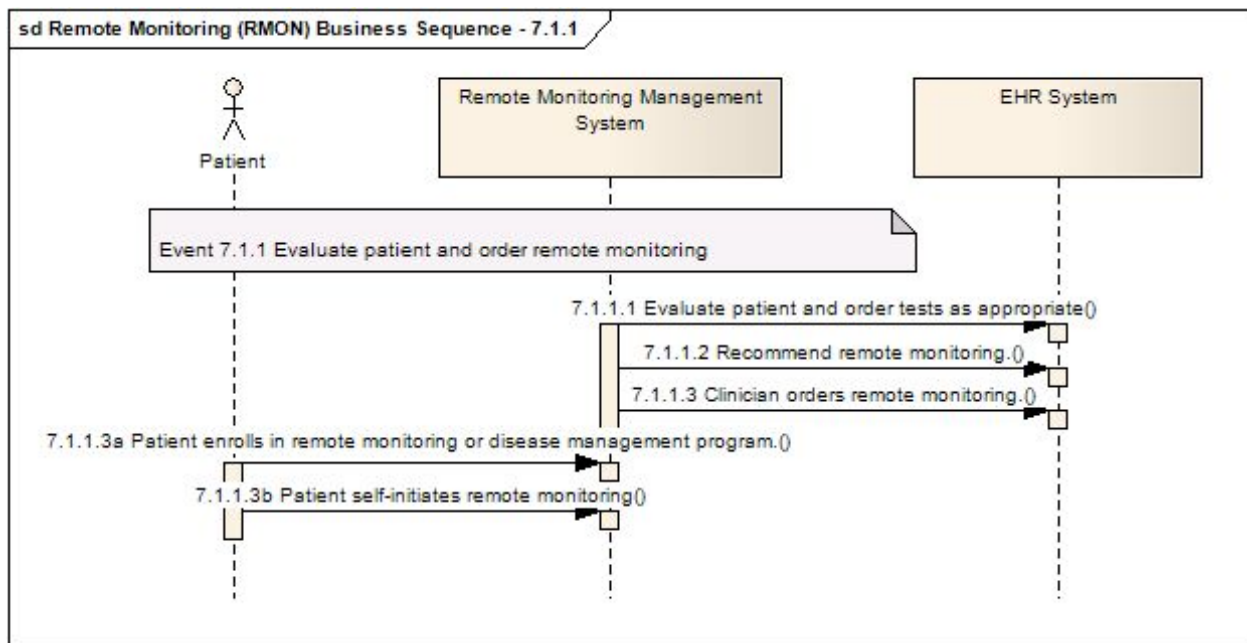 sd Remote Monitoring (RMON) Business Sequence - 7.1.1
Patient
Remote Monitoring Management
System
EHR System
Event 7.1.1 Evaluate patient and order remote monitoring
7.1.1.1 Evaluate patient and order tests as appropriate()
7.1.1.2 Recommend remote monitoring.()
7.1.1.3 Clinician orders remote monitoring.()
7.1.1.3a Patient enrolls in remote monitoring or disease management program.()
7.1.1.3b Patient self-initiates remote monitoring()